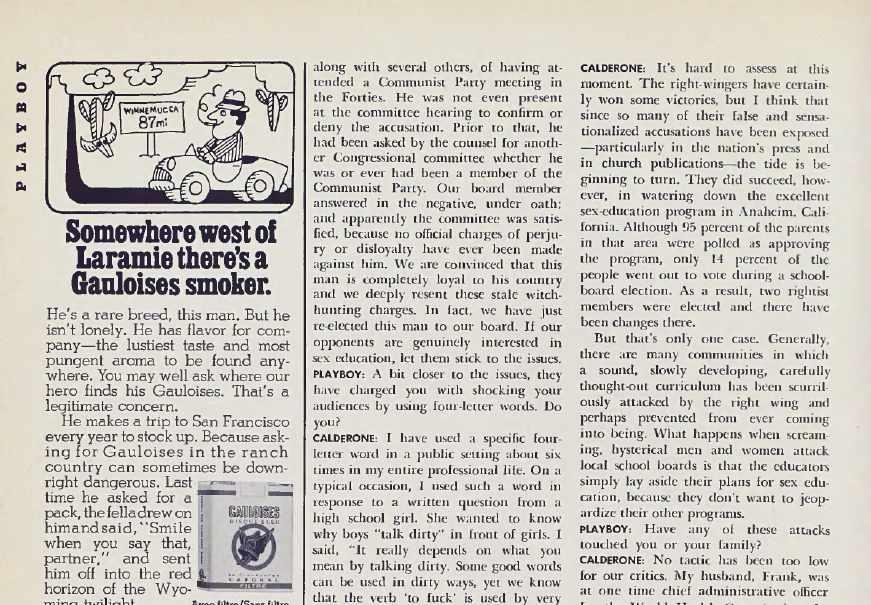 PLAYBOY
WINNEMUCCA
87mi
Somewhere west of
Laramie there's a
Gauloises smoker.
He's a rare breed, this man. But he
isn't lonely. He has flavor for com-
pany—the lustiest taste and most
pungent aroma to be found any-
where. You may well ask where our
hero finds his Gauloises. That's a
legitimate concern.
He makes a trip to San Francisco
every year to stock up. Because ask-
ing for Gauloises in the ranch
country can sometimes be down-
right dangerous. Last
time he asked for a
pack, the fella drew on
him and said, "Smile
when you say that,
partner," and sent
him off into the red
horizon of the Wyo-
ming twilight.
GAULOISES
CAPORAL
FILTER
Avec filtre/Sans filtre
along with several others, of having at-
tended a Communist Party meeting in
the Forties. He was not even present
at the committee hearing to confirm or
deny the accusation. Prior to that, he
had been asked by the counsel for anoth-
er Congressional committee whether he
was or ever had been a member of the
Communist Party. Our board member
answered in the negative, under oath;
and apparently the committee was satis-
fied, because no official charges of perju-
ry or disloyalty have ever been made
against him. We are convinced that this
man is completely loyal to his country
and we deeply resent these stale witch-
hunting charges. In fact, we have just
re-elected this man to our board. If our
opponents are genuinely interested in
sex education, let them stick to the issues.
PLAYBOY: A bit closer to the issues, they
have charged you with shocking your
audiences by using four-letter words. Do
you?
CALDERONE: I have used a specific four-
letter word in a public setting about six
times in my entire professional life. On a
typical occasion, I used such a word in
response to a written question from a
high school girl. She wanted to know
why boys "talk dirty" in front of girls. I
said, "It really depends on what you
mean by talking dirty. Some good words
can be used in dirty ways, yet we know
that the verb 'to fuck' is used by very
CALDERONE: It's hard to assess at this
moment. The right-wingers have certain-
ly won some victories, but I think that
since so many of their false and sensa-
tionalized accusations have been exposed
—particularly in the nation's press and
in church publications—the tide is be-
ginning to turn. They did succeed, how-
ever, in watering down the excellent
sex-education program in Anaheim, Cali-
fornia. Although 95 percent of the parents
in that area were polled as approving
the program, only 14 percent of the
people went out to vote during a school-
board election. As a result, two rightist
members were elected and there have
been changes there.
But that's only one case. Generally,
there are many communities in which
a sound, slowly developing, carefully
thought-out curriculum has been scurril-
ously attacked by the right wing and
perhaps prevented from ever coming
into being. What happens when scream-
ing, hysterical men and women attack
local school boards is that the educators
simply lay aside their plans for sex edu-
cation, because they don't want to jeop-
ardize their other programs.
PLAYBOY: Have any of these attacks
touched you or your family?
CALDERONE: No tactic has been too low
for our critics. My husband, Frank, was
at one time chief administrative officer